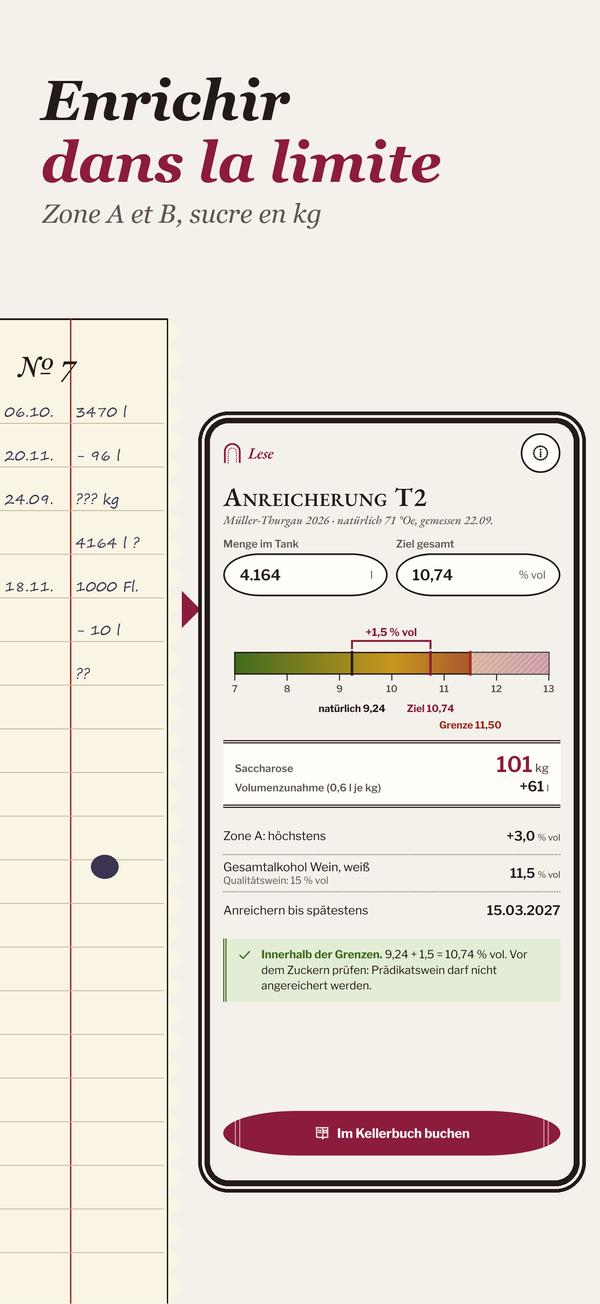 Enrichir
dans la limite
Zone A et B, sucre en kg
Nº 7
06.10. 3470 l
20.11. – 96 l
24.09. ??? kg
4164 l ?
18.11. 1000 Fl.
– 10 l
??
Lese
Anreicherung T2
Müller-Thurgau 2026 · natürlich 71 °Oe, gemessen 22.09.
Menge im Tank Ziel gesamt
4.164 l 10,74 % vol
+1,5 % vol
7 8 9 10 11 12 13
natürlich 9,24 Ziel 10,74
Grenze 11,50
Saccharose 101 kg
Volumenzunahme (0,6 l je kg) +61 l
Zone A: höchstens +3,0 % vol
Gesamtalkohol Wein, weiß 11,5 % vol
Qualitätswein: 15 % vol
Anreichern bis spätestens 15.03.2027
Innerhalb der Grenzen. 9,24 + 1,5 = 10,74 % vol. Vor
dem Zuckern prüfen: Prädikatswein darf nicht
angereichert werden.
Im Kellerbuch buchen